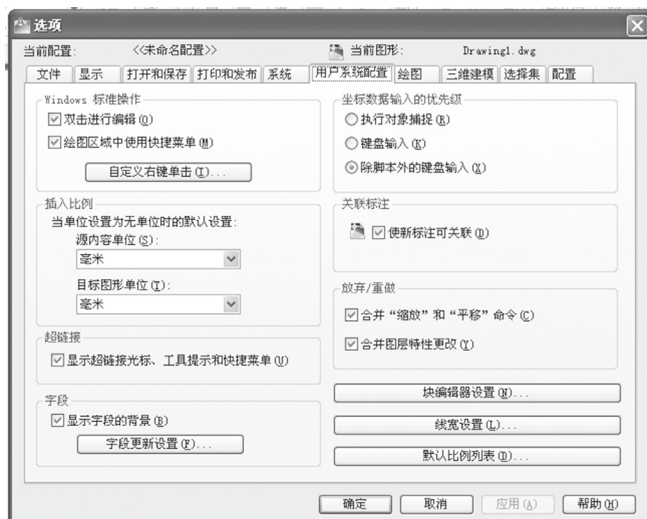 选项
当前配置: <<未命名配置>> 当前图形: Drawing1.dwg
文件 显示 打开和保存 打印和发布 系统 用户系统配置 绘图 三维建模 选择集 配置
Windows 标准操作
双击进行编辑(O)
绘图区域中使用快捷菜单(M)
自定义右键单击(I)...
插入比例
当单位设置为无单位时的默认设置:
源内容单位(S):
毫米
目标图形单位(T):
毫米
超链接
显示超链接光标、工具提示和快捷菜单(U)
字段
显示字段的背景(B)
字段更新设置(F)...
坐标数据输入的优先级
执行对象捕捉(R)
键盘输入(K)
除脚本外的键盘输入(X)
关联标注
使新标注可关联(D)
放弃/重做
合并“缩放”和“平移”命令(C)
合并图层特性更改(Y)
块编辑器设置(N)...
线宽设置(L)...
默认比例列表(D)...
确定 取消 应用(A) 帮助(H)